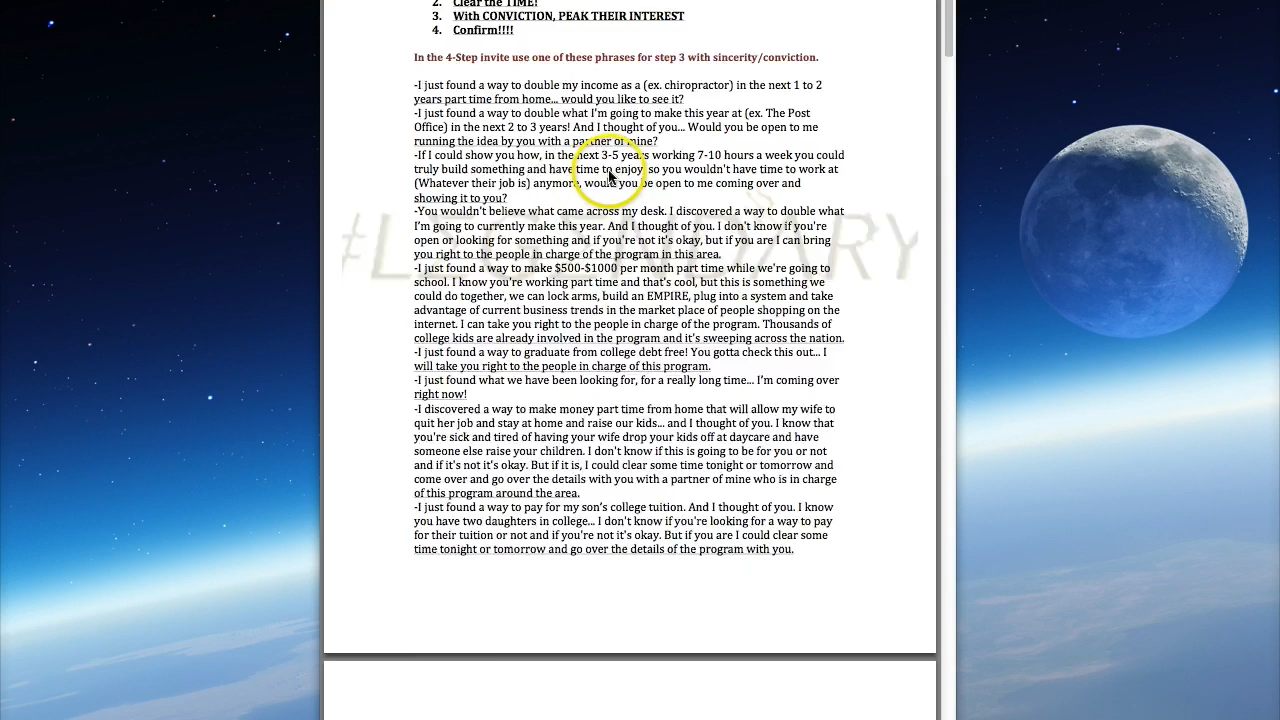 2. Clear the TIME!
3. With CONVICTION, PEAK THEIR INTEREST
4. Confirm!!!!
In the 4-Step invite use one of these phrases for step 3 with sincerity/conviction.
-I just found a way to double my income as a (ex. chiropractor) in the next 1 to 2
years part time from home... would you like to see it?
-I just found a way to double what I'm going to make this year at (ex. The Post
Office) in the next 2 to 3 years! And I thought of you... Would you be open to me
running the idea by you with a partner of mine?
-If I could show you how, in the next 3-5 years working 7-10 hours a week you could
truly build something and have time to enjoy so you wouldn't have time to work at
(Whatever their job is) anymore, would you be open to me coming over and
showing it to you?
-You wouldn't believe what came across my desk. I discovered a way to double what
I'm going to currently make this year. And I thought of you. I don't know if you're
open or looking for something and if you're not it's okay, but if you are I can bring
you right to the people in charge of the program in this area.
#LEGENDARY
-I just found a way to make $500-$1000 per month part time while we're going to
school. I know you're working part time and that's cool, but this is something we
could do together, we can lock arms, build an EMPIRE, plug into a system and take
advantage of current business trends in the market place of people shopping on the
internet. I can take you right to the people in charge of the program. Thousands of
college kids are already involved in the program and it's sweeping across the nation.
-I just found a way to graduate from college debt free! You gotta check this out... I
will take you right to the people in charge of this program.
-I just found what we have been looking for, for a really long time... I'm coming over
right now!
-I discovered a way to make money part time from home that will allow my wife to
quit her job and stay at home and raise our kids... and I thought of you. I know that
you're sick and tired of having your wife drop your kids off at daycare and have
someone else raise your children. I don't know if this is going to be for you or not
and if it's not it's okay. But if it is, I could clear some time tonight or tomorrow and
come over and go over the details with you with a partner of mine who is in charge
of this program around the area.
-I just found a way to pay for my son's college tuition. And I thought of you. I know
you have two daughters in college... I don't know if you're looking for a way to pay
for their tuition or not and if you're not it's okay. But if you are I could clear some
time tonight or tomorrow and go over the details of the program with you.